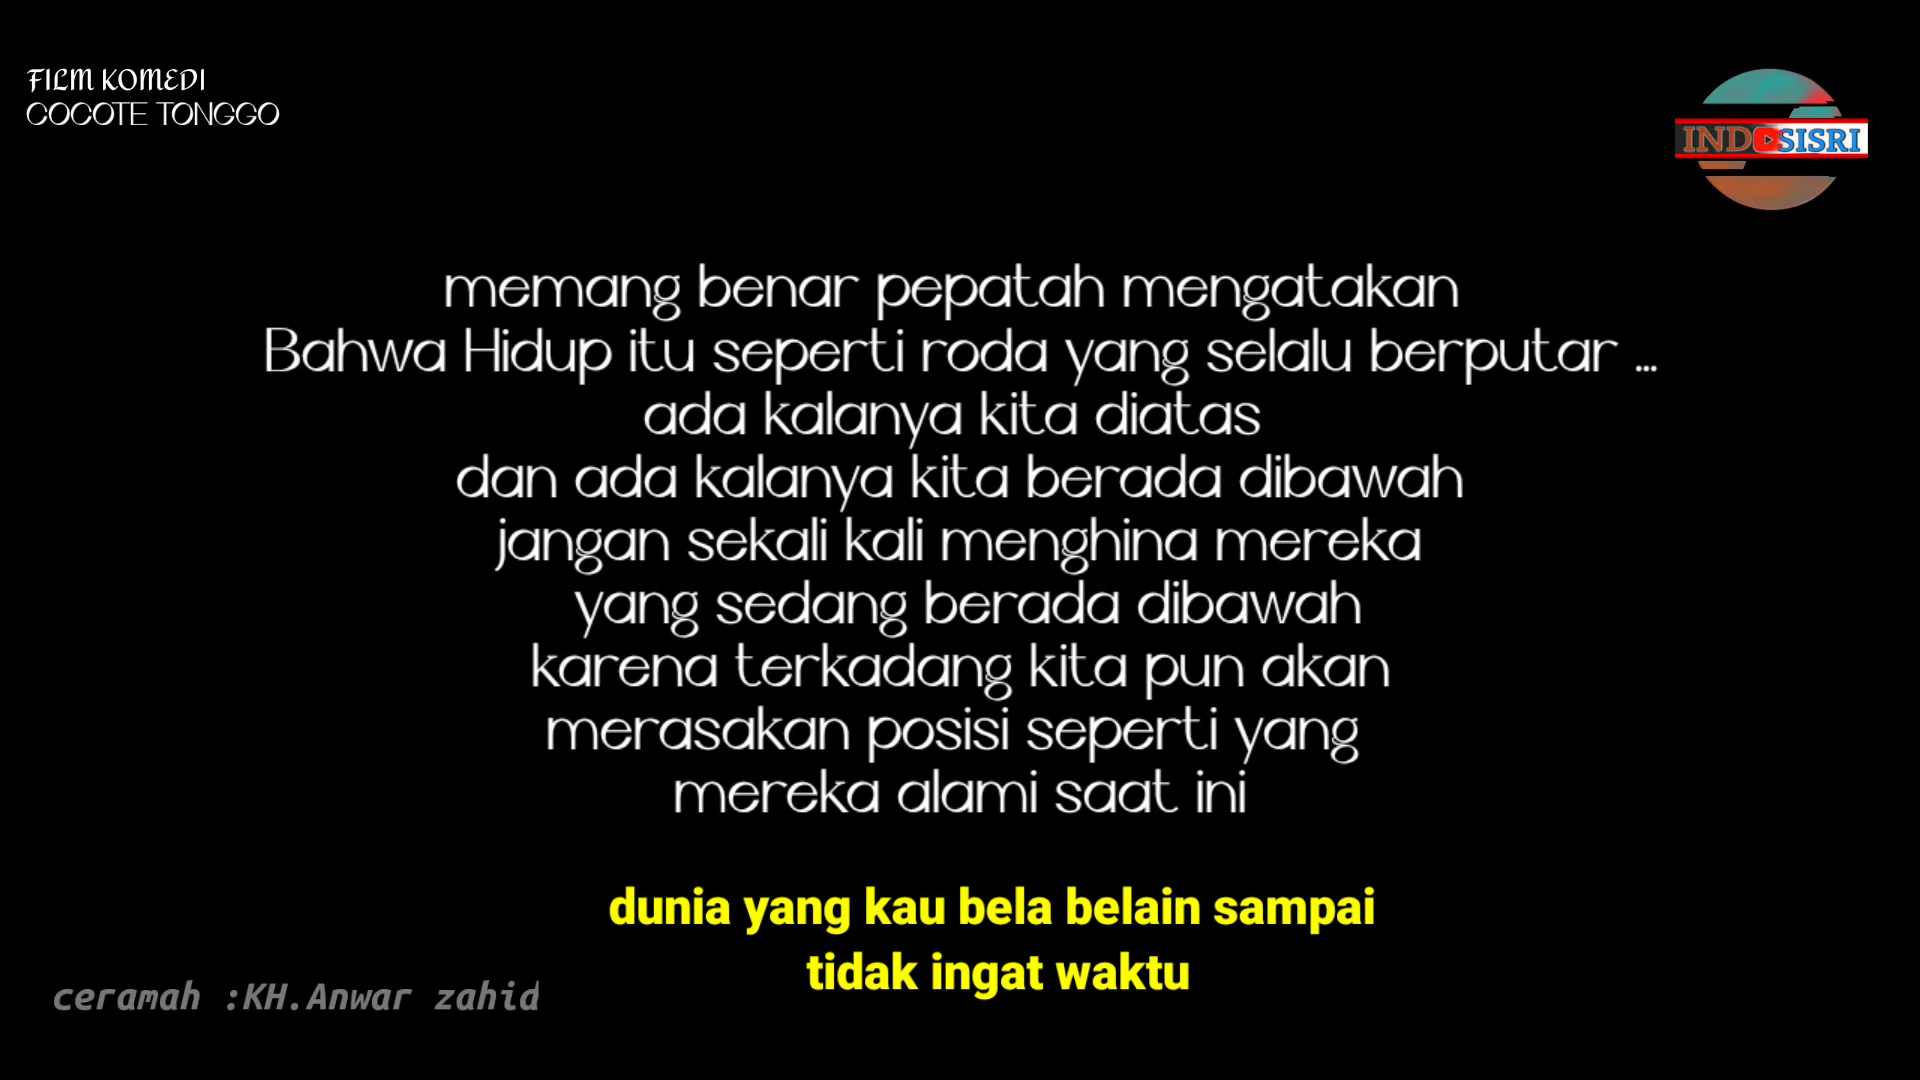 FILM KOMEDI
COCOTE TONGGO
INDOSISRI
memang benar pepatah mengatakan
Bahwa Hidup itu seperti roda yang selalu berputar ...
ada kalanya kita diatas
dan ada kalanya kita berada dibawah
jangan sekali kali menghina mereka
yang sedang berada dibawah
karena terkadang kita pun akan
merasakan posisi seperti yang
mereka alami saat ini
dunia yang kau bela belain sampai
tidak ingat waktu
ceramah :KH.Anwar zahid